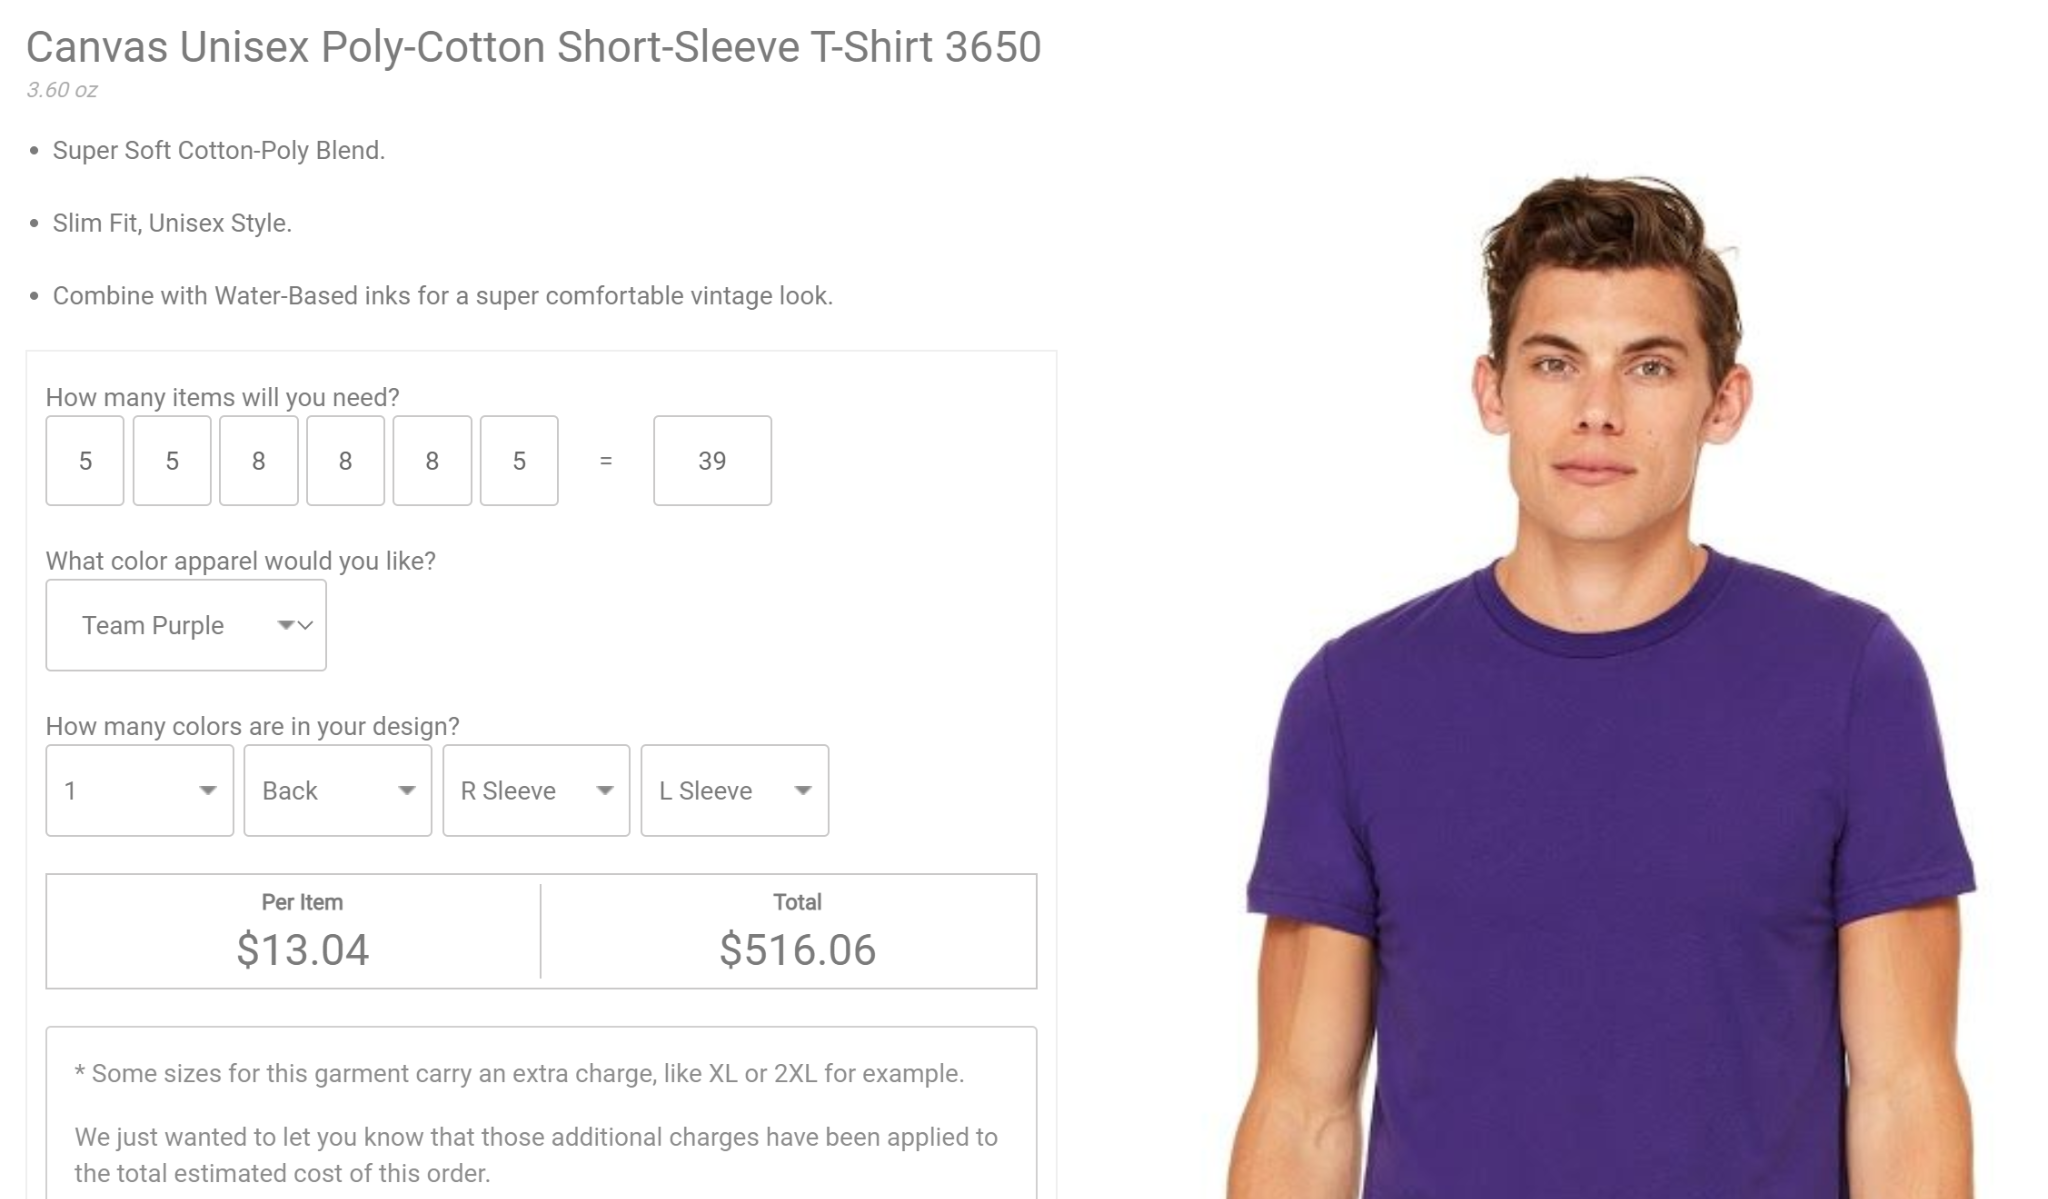 Canvas Unisex Poly-Cotton Short-Sleeve T-Shirt 3650
3.60 oz
• Super Soft Cotton-Poly Blend.
• Slim Fit, Unisex Style.
• Combine with Water-Based inks for a super comfortable vintage look.
How many items will you need?
5 5 8 8 8 5 = 39
What color apparel would you like?
Team Purple
How many colors are in your design?
1 Back R Sleeve L Sleeve
Per Item Total
$13.04 $516.06
* Some sizes for this garment carry an extra charge, like XL or 2XL for example.
We just wanted to let you know that those additional charges have been applied to
the total estimated cost of this order.